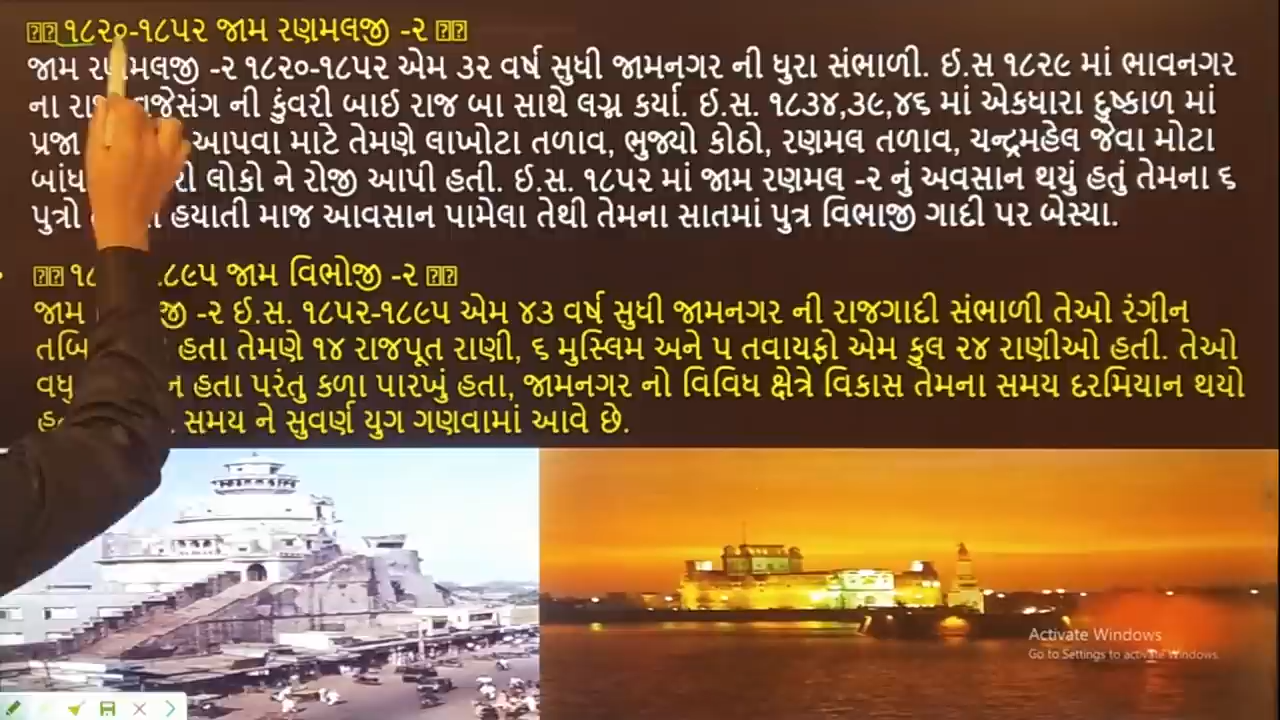 ૧૮૨૦-૧૮૫૨ જામ રણમલજી -૨
જામ રણમલજી -૨ ૧૮૨૦-૧૮૫૨ એમ ૩૨ વર્ષ સુધી જામનગર ની ધુરા સંભાળી. ઈ.સ ૧૮૨૯ માં ભાવનગર
ના ની કુંવરી બાઈ રાજ બા સાથે લગ્ન કર્યા. ઈ.સ. ૧૮૩૪,૩૯,૪૬ માં એકધારા દુષ્કાળ માં
પ્રજા આપવા માટે તેમણે લાખોટા તળાવ, ભુજ્યો કોઠો, રણમલ તળાવ, ચન્દ્રમહેલ જેવા મોટા
લોકો ને રોજી આપી હતી. ઈ.સ. ૧૮૫૨ માં જામ રણમલ -૨ નું અવસાન થયું હતું તેમના ૬
પુત્રો હયાતી માજ આવસાન પામેલા તેથી તેમના સાતમાં પુત્ર વિભાજી ગાદી પર બેસ્યા.
જામ વિભોજી -૨
જામ -૨ ઈ.સ. ૧૮૫૨-૧૮૯૫ એમ ૪૩ વર્ષ સુધી જામનગર ની રાજગાદી સંભાળી તેઓ રંગીન
હતા તેમણે ૧૪ રાજપૂત રાણી, ૬ મુસ્લિમ અને ૫ તવાયફો એમ કુલ ૨૪ રાણીઓ હતી. તેઓ
વધુ હતા પરંતુ કળા પારખું હતા, જામનગર નો વિવિધ ક્ષેત્રે વિકાસ તેમના સમય દરમિયાન થયો
સમય ને સુવર્ણ યુગ ગણવામાં આવે છે.
Activate Windows
Go to Settings to activate Windows.